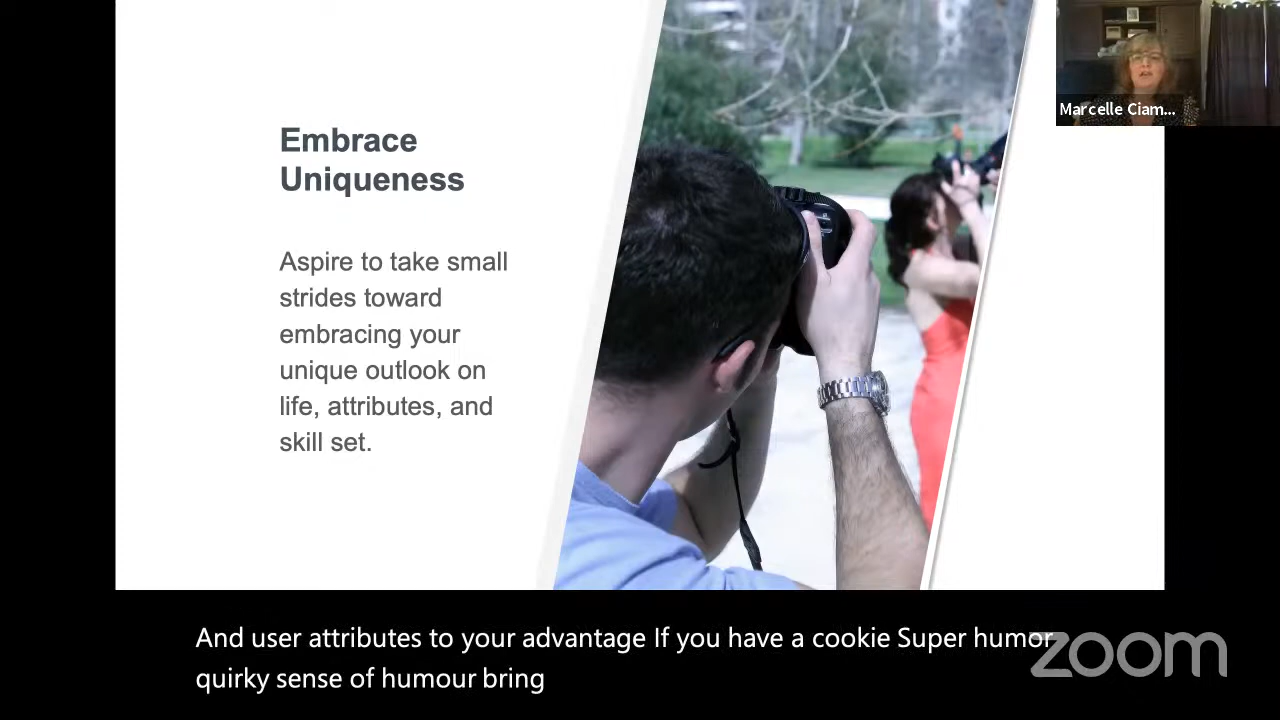 Embrace
Uniqueness
Aspire to take small
strides toward
embracing your
unique outlook on
life, attributes, and
skill set.
Marcelle Ciam...
And user attributes to your advantage If you have a cookie Super humor
quirky sense of humour bring
zoom